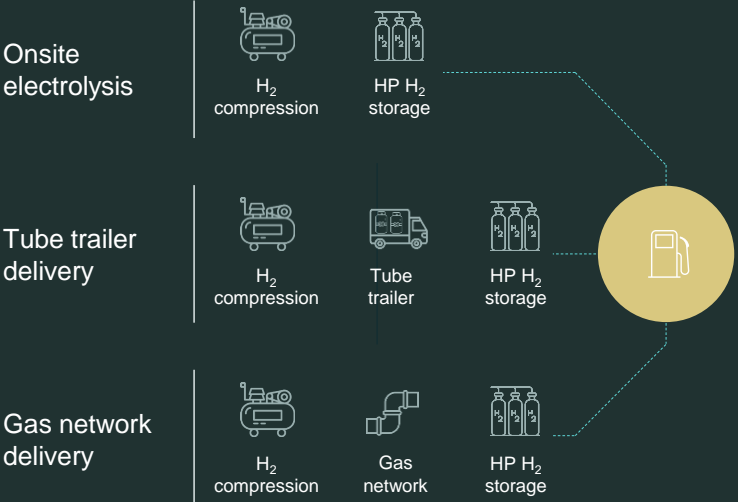 Onsite
electrolysis
H₂
compression
HP H₂
storage
Tube trailer
delivery
H₂
compression
Tube
trailer
HP H₂
storage
Gas network
delivery
H₂
compression
Gas
network
HP H₂
storage